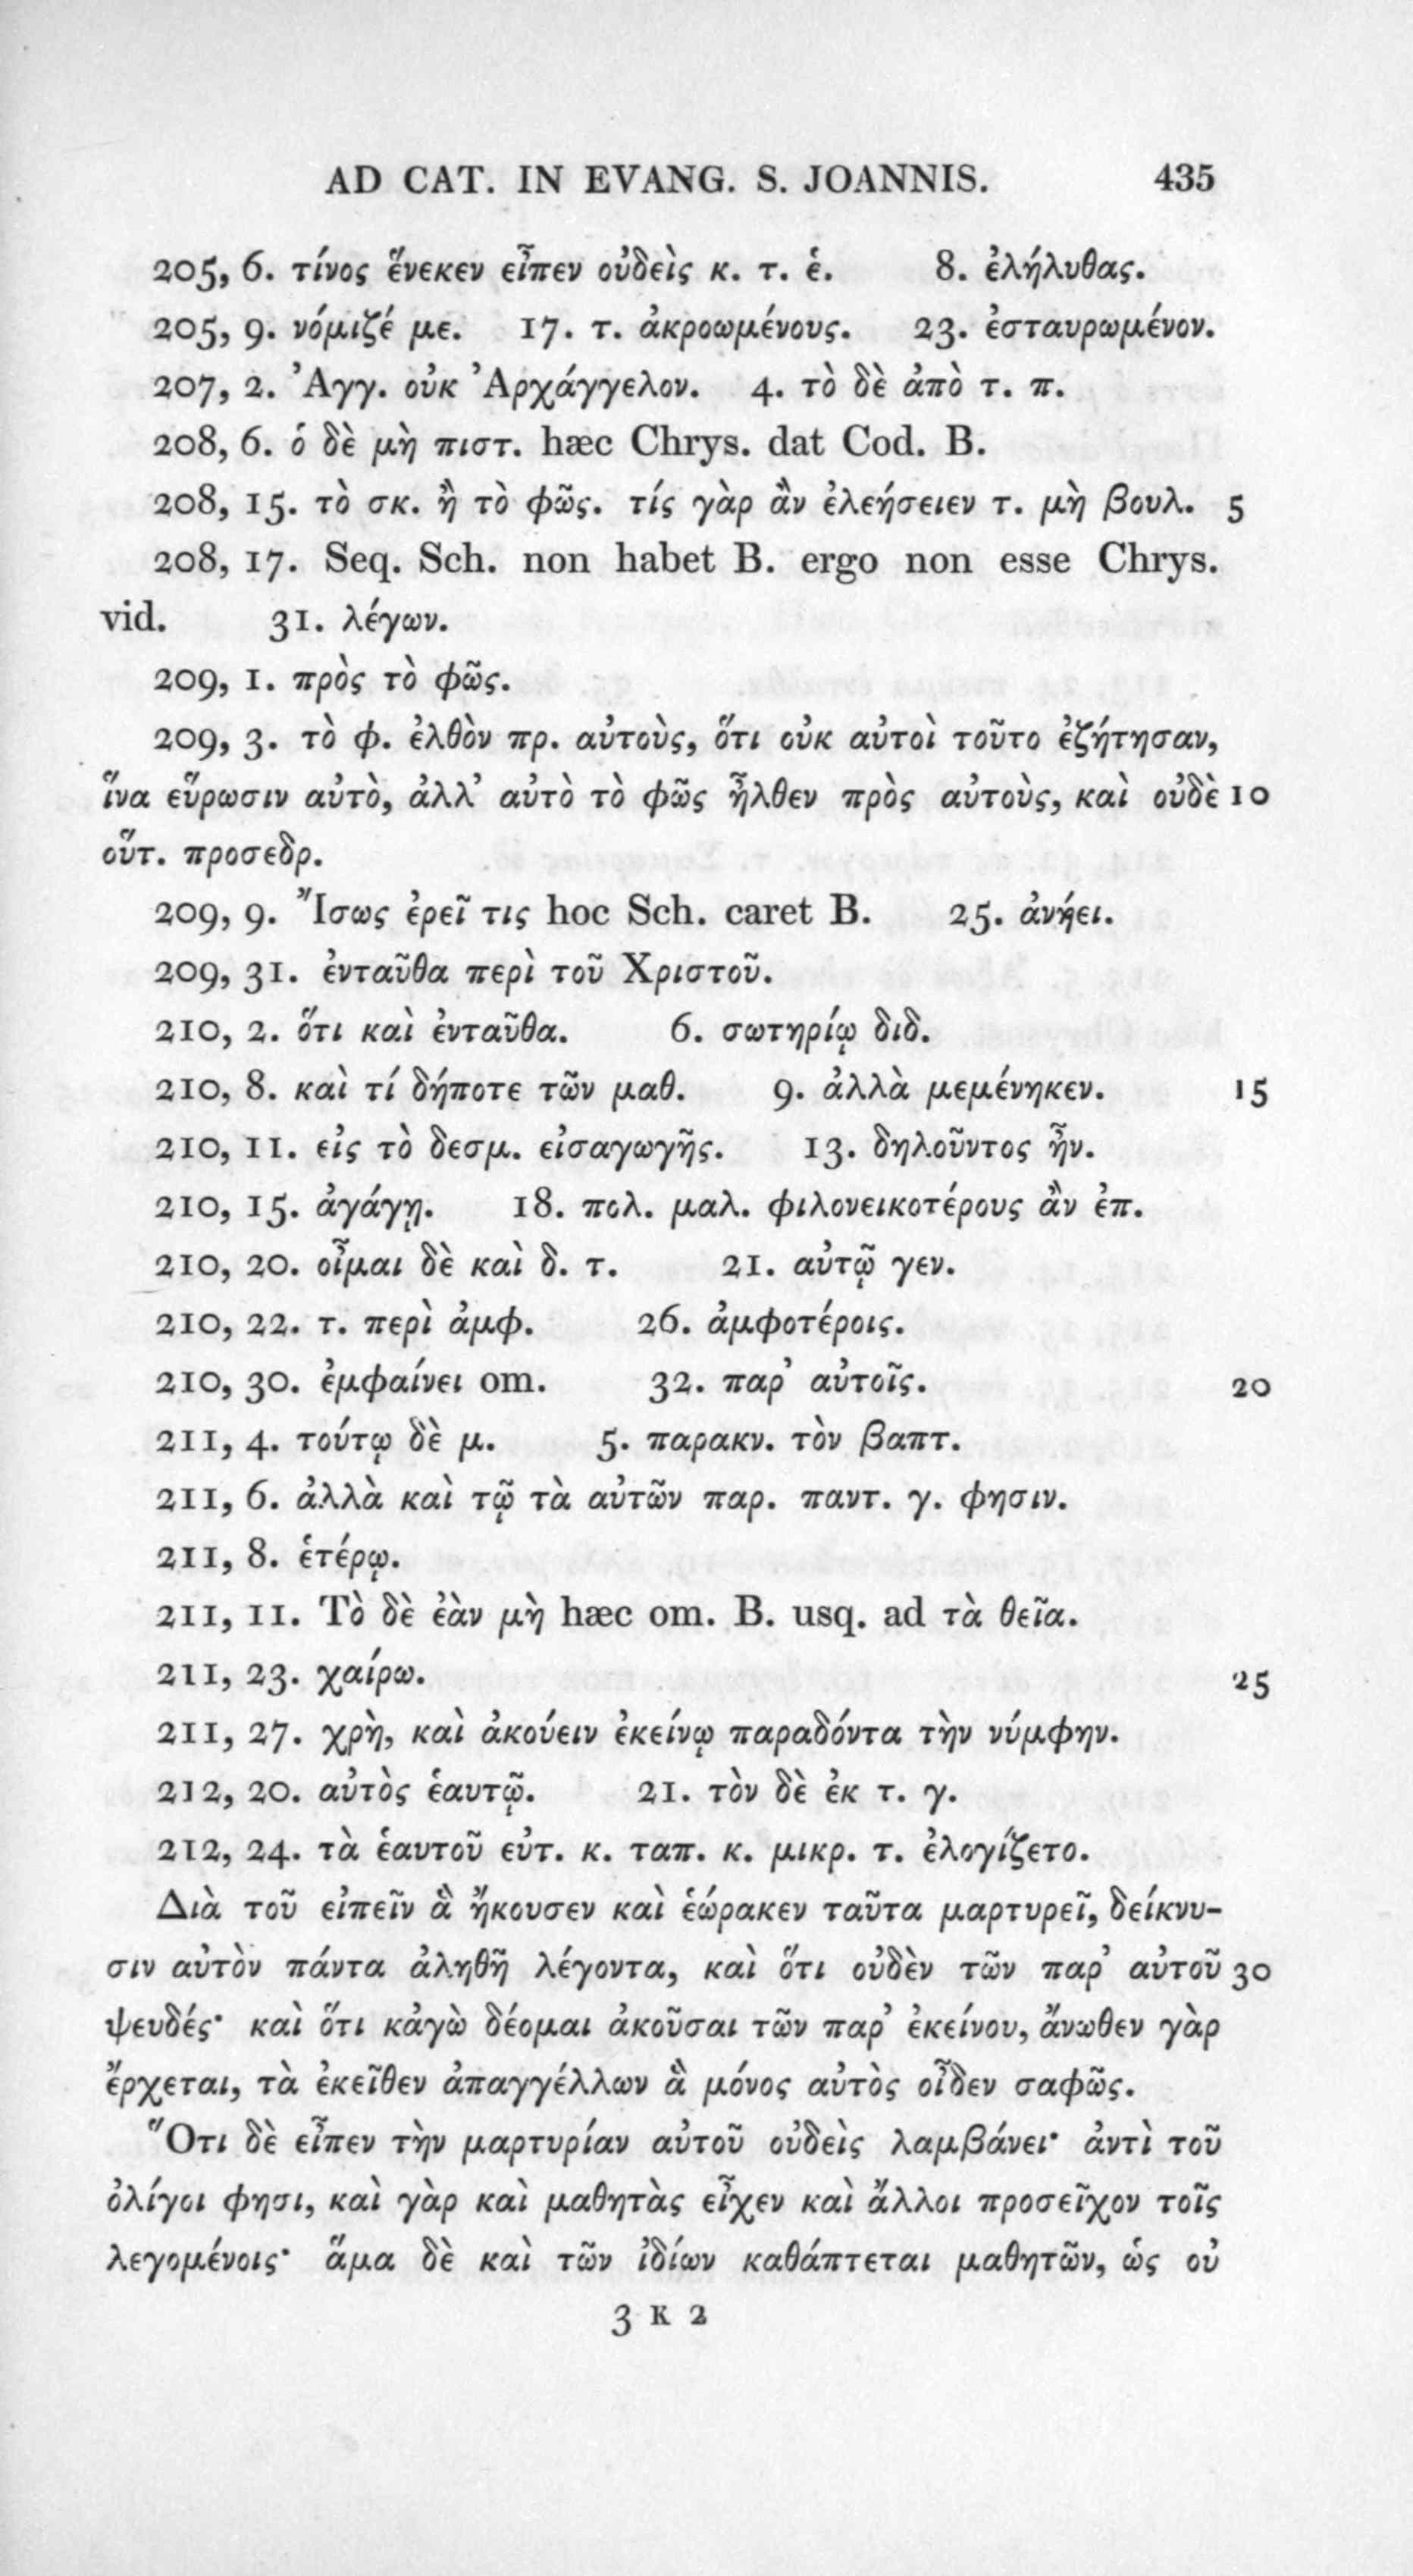 AD CAT. IN EVANG. S. JOANNIS. 435
205, 6. τίνος ἕνεκεν εἶπεν οὐδεὶς κ. τ. ἑ. 8. ἐλήλυθας.
205, 9. νόμιζέ με. 17. τ. ἀκροωμένους. 23. ἐσταυρωμένον.
207, 2. Ἀγγ. οὐκ Ἀρχάγγελον. 4. τὸ δὲ ἀπὸ τ. π.
208, 6. ὁ δὲ μὴ πιστ. hæc Chrys. dat Cod. B.
208, 15. τὸ σκ. ἢ τὸ φῶς. τίς γὰρ ἂν ἐλεήσειεν τ. μὴ βουλ. 5
208, 17. Seq. Sch. non habet B. ergo non esse Chrys.
vid. 31. λέγων.
209, 1. πρὸς τὸ φῶς.
209, 3. τὸ φ. ἐλθὸν πρ. αὐτοὺς, ὅτι οὐκ αὐτοὶ τοῦτο ἐζήτησαν,
ἵνα εὕρωσιν αὐτὸ, ἀλλ' αὐτὸ τὸ φῶς ἦλθεν πρὸς αὐτοὺς, καὶ οὐδὲ 10
οὕτ. προσεδρ.
209, 9. Ἴσως ἐρεῖ τις hoc Sch. caret B. 25. ἀνῄει.
209, 31. ἐνταῦθα περὶ τοῦ Χριστοῦ.
210, 2. ὅτι καὶ ἐνταῦθα. 6. σωτηρίῳ διδ.
210, 8. καὶ τί δήποτε τῶν μαθ. 9. ἀλλὰ μεμένηκεν. 15
210, 11. εἰς τὸ δεσμ. εἰσαγωγῆς. 13. δηλοῦντος ἦν.
210, 15. ἀγάγῃ. 18. πολ. μαλ. φιλονεικοτέρους ἂν ἐπ.
210, 20. οἶμαι δὲ καὶ δ. τ. 21. αὐτῷ γεν.
210, 22. τ. περὶ ἀμφ. 26. ἀμφοτέροις.
210, 30. ἐμφαίνει om. 32. παρ' αὐτοῖς. 20
211, 4. τούτῳ δὲ μ. 5. παρακν. τὸν βαπτ.
211, 6. ἀλλὰ καὶ τῷ τὰ αὐτῶν παρ. παντ. γ. φησιν.
211, 8. ἑτέρῳ.
211, 11. Τὸ δὲ ἐὰν μὴ hæc om. B. usq. ad τὰ θεῖα.
211, 23. χαίρω. 25
211, 27. χρὴ, καὶ ἀκούειν ἐκείνῳ παραδόντα τὴν νύμφην.
212, 20. αὐτὸς ἑαυτῷ. 21. τὸν δὲ ἐκ τ. γ.
212, 24. τὰ ἑαυτοῦ εὐτ. κ. ταπ. κ. μικρ. τ. ἐλογίζετο.
Διὰ τοῦ εἰπεῖν ἃ ἤκουσεν καὶ ἑώρακεν ταῦτα μαρτυρεῖ, δείκνυ-
σιν αὐτὸν πάντα ἀληθῆ λέγοντα, καὶ ὅτι οὐδὲν τῶν παρ' αὐτοῦ 30
ψευδές· καὶ ὅτι κἀγὼ δέομαι ἀκοῦσαι τῶν παρ' ἐκείνου, ἄνωθεν γὰρ
ἔρχεται, τὰ ἐκεῖθεν ἀπαγγέλλων ἃ μόνος αὐτὸς οἶδεν σαφῶς.
Ὅτι δὲ εἶπεν τὴν μαρτυρίαν αὐτοῦ οὐδεὶς λαμβάνει· ἀντὶ τοῦ
ὀλίγοι φησι, καὶ γὰρ καὶ μαθητὰς εἶχεν καὶ ἄλλοι προσεῖχον τοῖς
λεγομένοις· ἅμα δὲ καὶ τῶν ἰδίων καθάπτεται μαθητῶν, ὡς οὐ
3 K 2